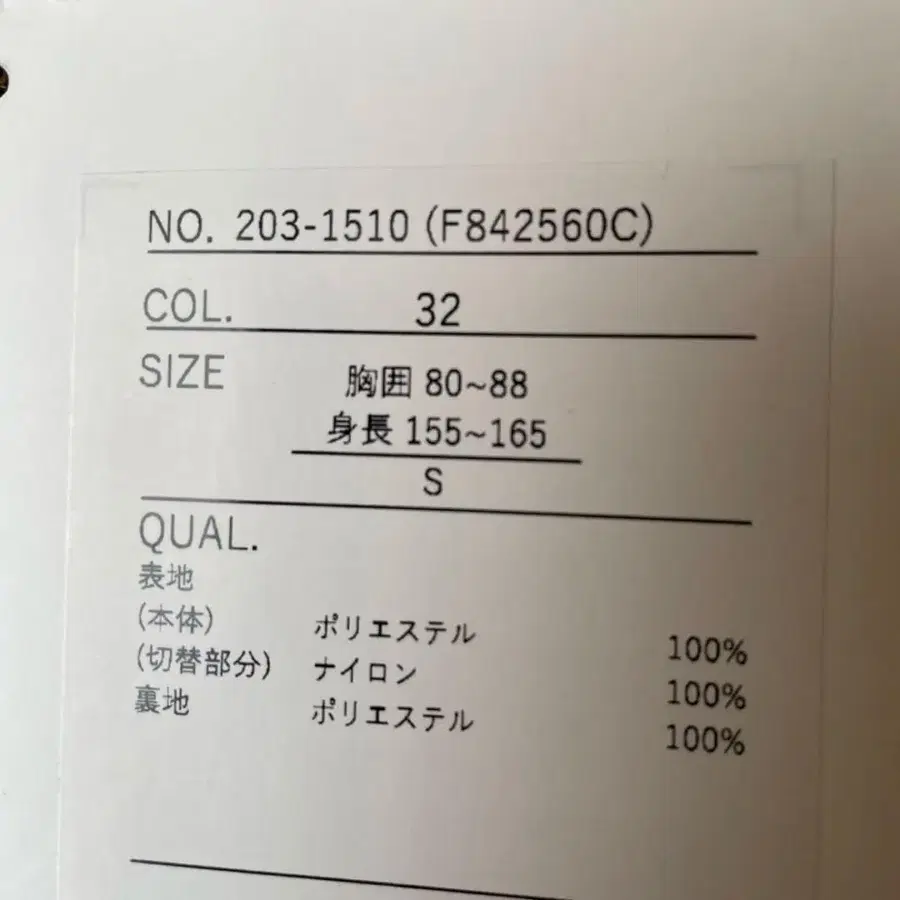 NO. 203-1510 (F842560C)
COL. 32
SIZE 胸囲 80~88
身長 155~165
S
QUAL.
表地
(本体) ポリエステル 100%
(切替部分) ナイロン 100%
裏地 ポリエステル 100%